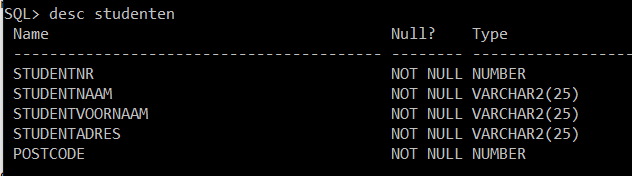 SQL> desc studenten
Name Null? Type
----------------------------------------- -------- ------------------
STUDENTNR NOT NULL NUMBER
STUDENTNAAM NOT NULL VARCHAR2(25)
STUDENTVOORNAAM NOT NULL VARCHAR2(25)
STUDENTADRES NOT NULL VARCHAR2(25)
POSTCODE NOT NULL NUMBER